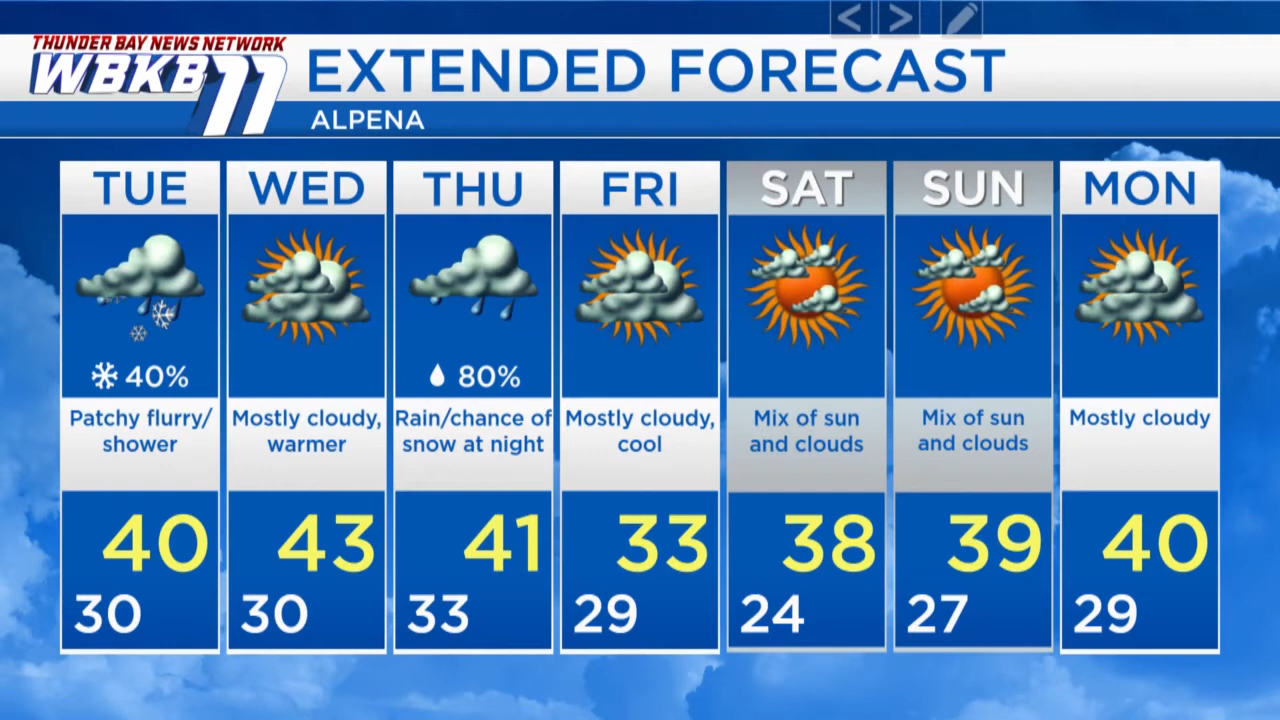 THUNDER BAY NEWS NETWORK
WBKB 11
EXTENDED FORECAST
ALPENA
TUE
40%
Patchy flurry/
shower
40
30
WED
Mostly cloudy,
warmer
43
30
THU
80%
Rain/chance of
snow at night
41
33
FRI
Mostly cloudy,
cool
33
29
SAT
Mix of sun
and clouds
38
24
SUN
Mix of sun
and clouds
39
27
MON
Mostly cloudy
40
29